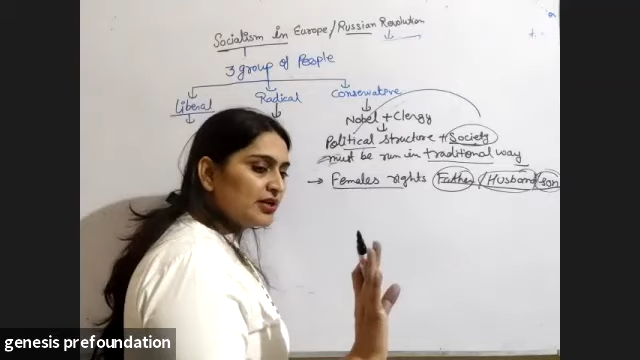 Socialism in Europe/Russian Revolution
3 group of People
Liberal Radical Conservative
Nobel + Clergy
Political Structure + Society
must be run in traditional way
→ Females rights Father / Husband / son
genesis prefoundation